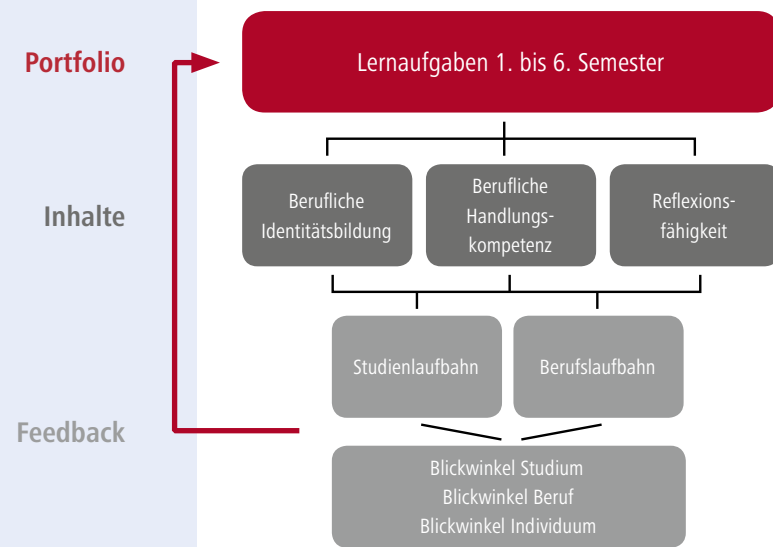 Portfolio
Lernaufgaben 1. bis 6. Semester
Inhalte
Berufliche
Identitätsbildung
Berufliche
Handlungs-
kompetenz
Reflexions-
fähigkeit
Studienlaufbahn
Berufslaufbahn
Feedback
Blickwinkel Studium
Blickwinkel Beruf
Blickwinkel Individuum